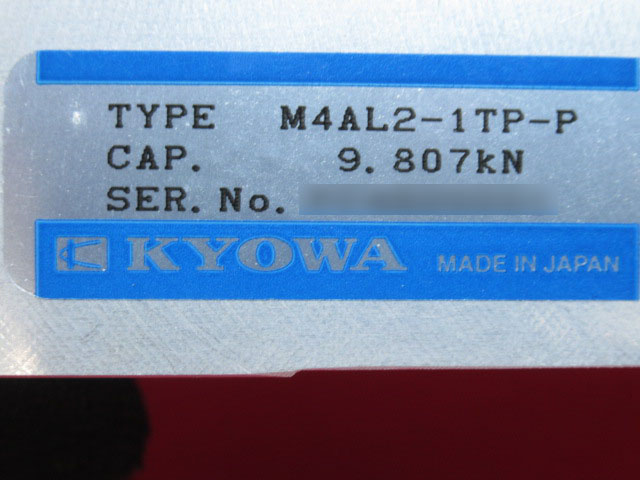 TYPE M4AL2-1TP-P
CAP. 9.807kN
SER. No.
KYOWA MADE IN JAPAN